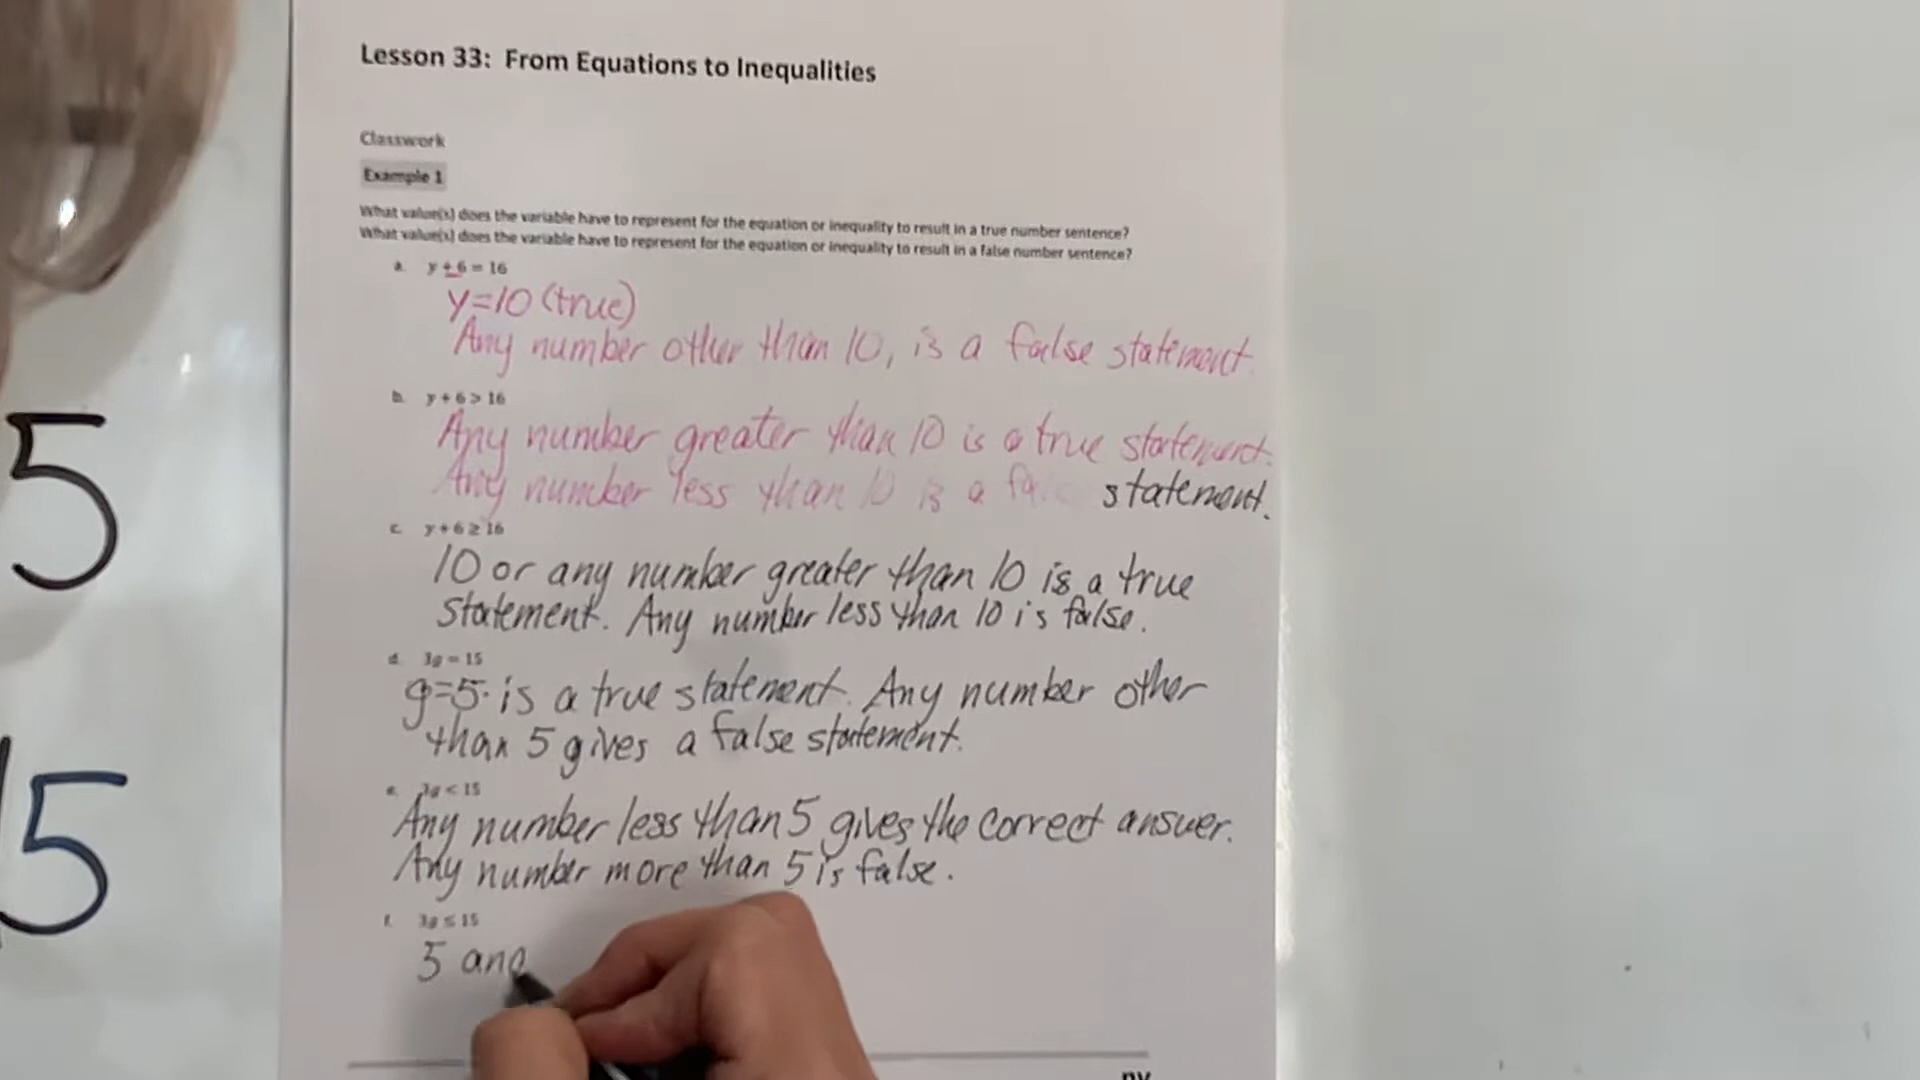 Lesson 33: From Equations to Inequalities
Classwork
Example 1
What value(s) does the variable have to represent for the equation or inequality to result in a true number sentence?
What value(s) does the variable have to represent for the equation or inequality to result in a false number sentence?
a. y + 6 = 16
y=10 (true)
Any number other than 10, is a false statement.
b. y + 6 > 16
Any number greater than 10 is a true statement.
Any number less than 10 is a statement.
c. y + 6 ≥ 16
10 or any number greater than 10 is a true
statement. Any number less than 10 is false.
5
d. 3g = 15
g=5 is a true statement. Any number other
than 5 gives a false statement.
e. 3g < 15
Any number less than 5 gives the correct answer.
Any number more than 5 is false.
15
f. 3g ≤ 15
5 and